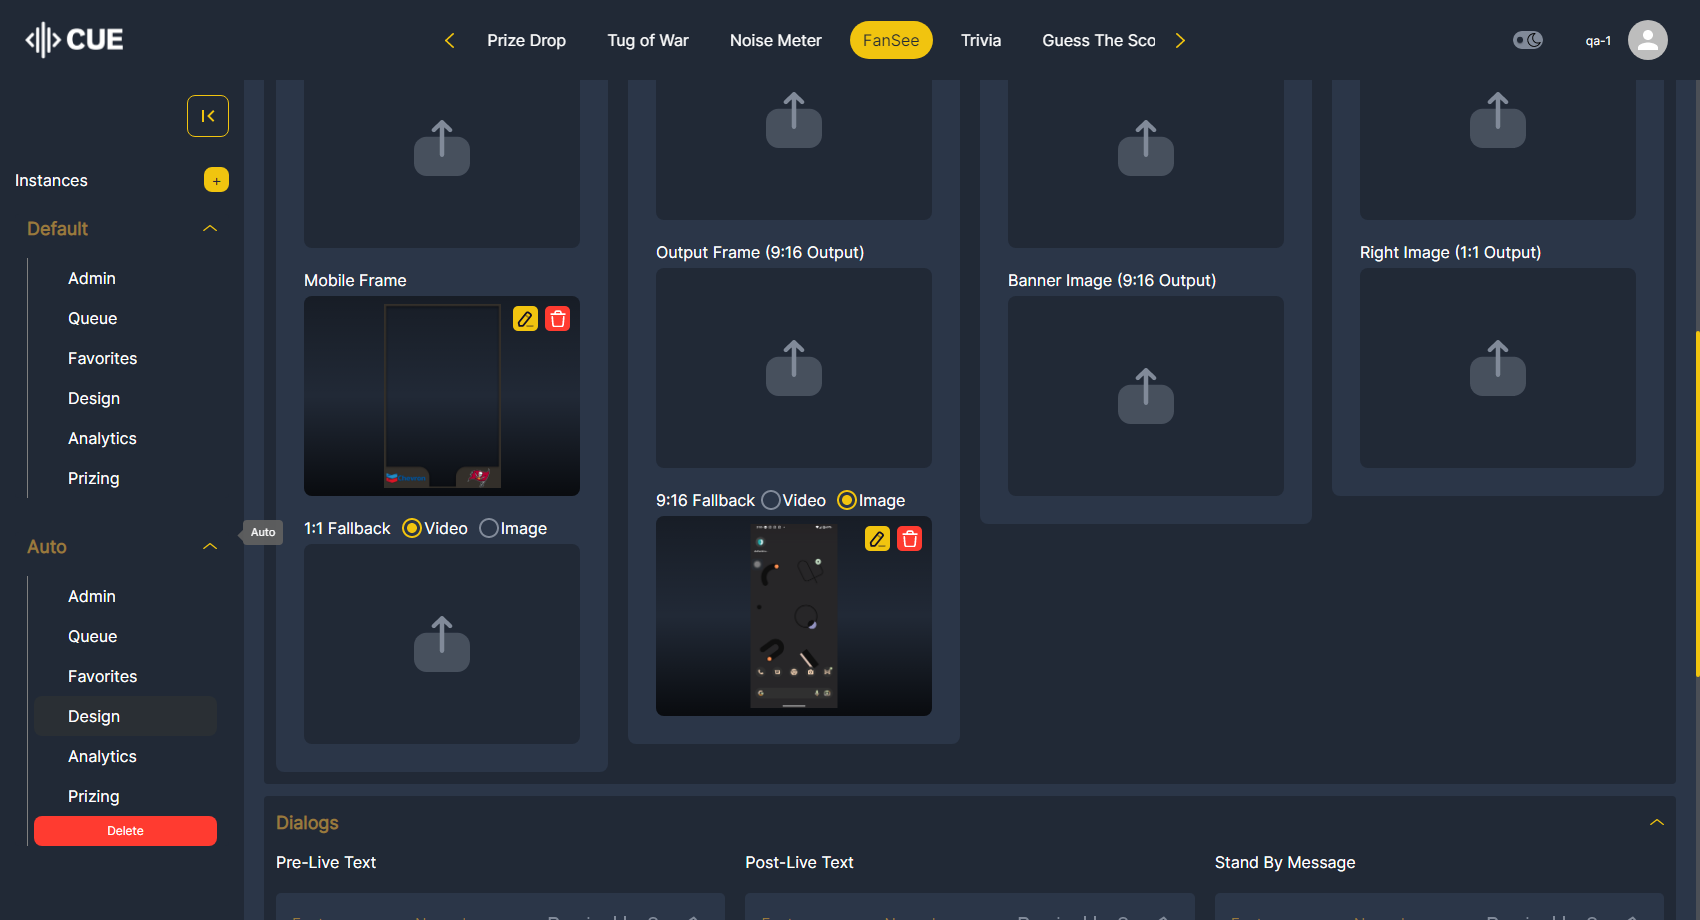 CUE
Prize Drop
Tug of War
Noise Meter
FanSee
Trivia
Guess The Sco
qa-1
Instances
+
Default
Admin
Queue
Favorites
Design
Analytics
Prizing
Auto
Admin
Queue
Favorites
Design
Analytics
Prizing
Delete
Auto
Mobile Frame
1:1 Fallback Video Image
Output Frame (9:16 Output)
9:16 Fallback Video Image
Banner Image (9:16 Output)
Right Image (1:1 Output)
Dialogs
Pre-Live Text
Post-Live Text
Stand By Message